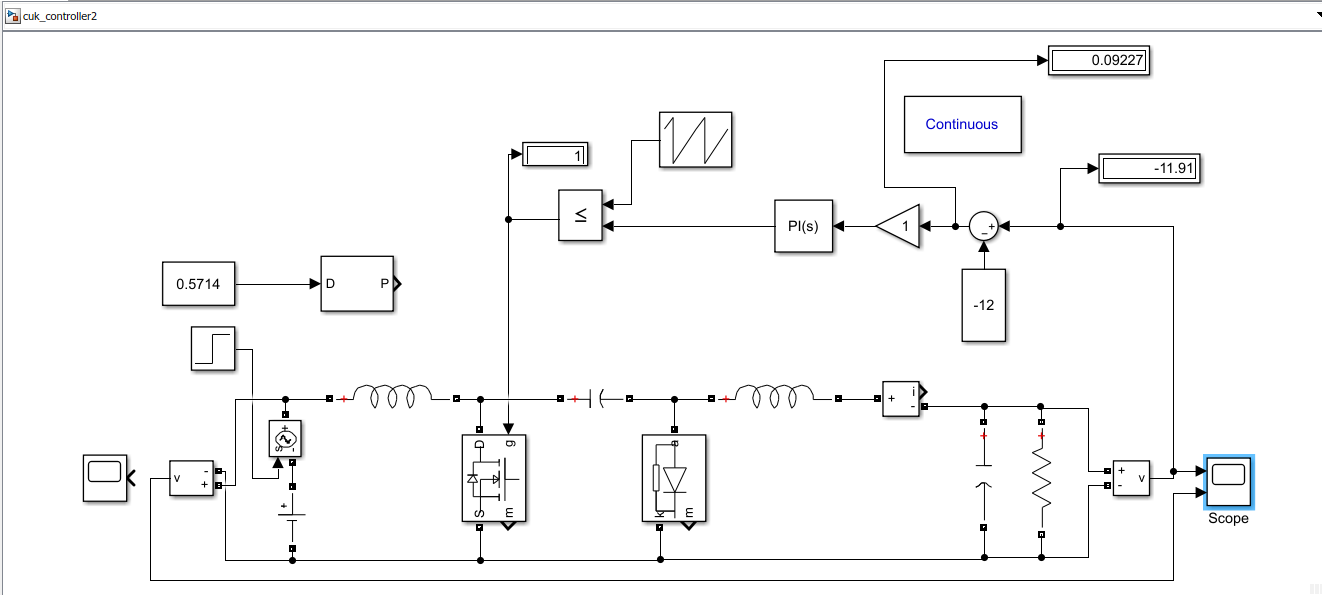 cuk_controller2
0.09227
Continuous
1
-11.91
≤
PI(s)
1
+
−
0.5714
D
P
-12
+
+
+
i
+
-
s
+
-
D
g
a
+
+
v
-
+
+
v
-
+
S
m
k
m
Scope